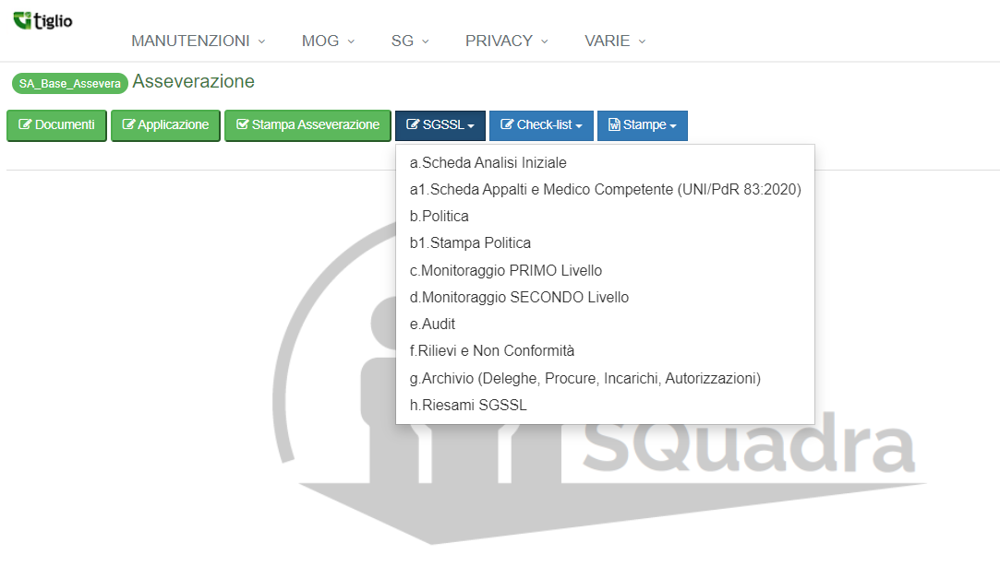 tiglio
MANUTENZIONI MOG SG PRIVACY VARIE
SA_Base_Assevera Asseverazione
Documenti Applicazione Stampa Asseverazione SGSSL Check-list Stampe
a.Scheda Analisi Iniziale
a1.Scheda Appalti e Medico Competente (UNI/PdR 83:2020)
b.Politica
b1.Stampa Politica
c.Monitoraggio PRIMO Livello
d.Monitoraggio SECONDO Livello
e.Audit
f.Rilievi e Non Conformità
g.Archivio (Deleghe, Procure, Incarichi, Autorizzazioni)
h.Riesami SGSSL
SQuadra